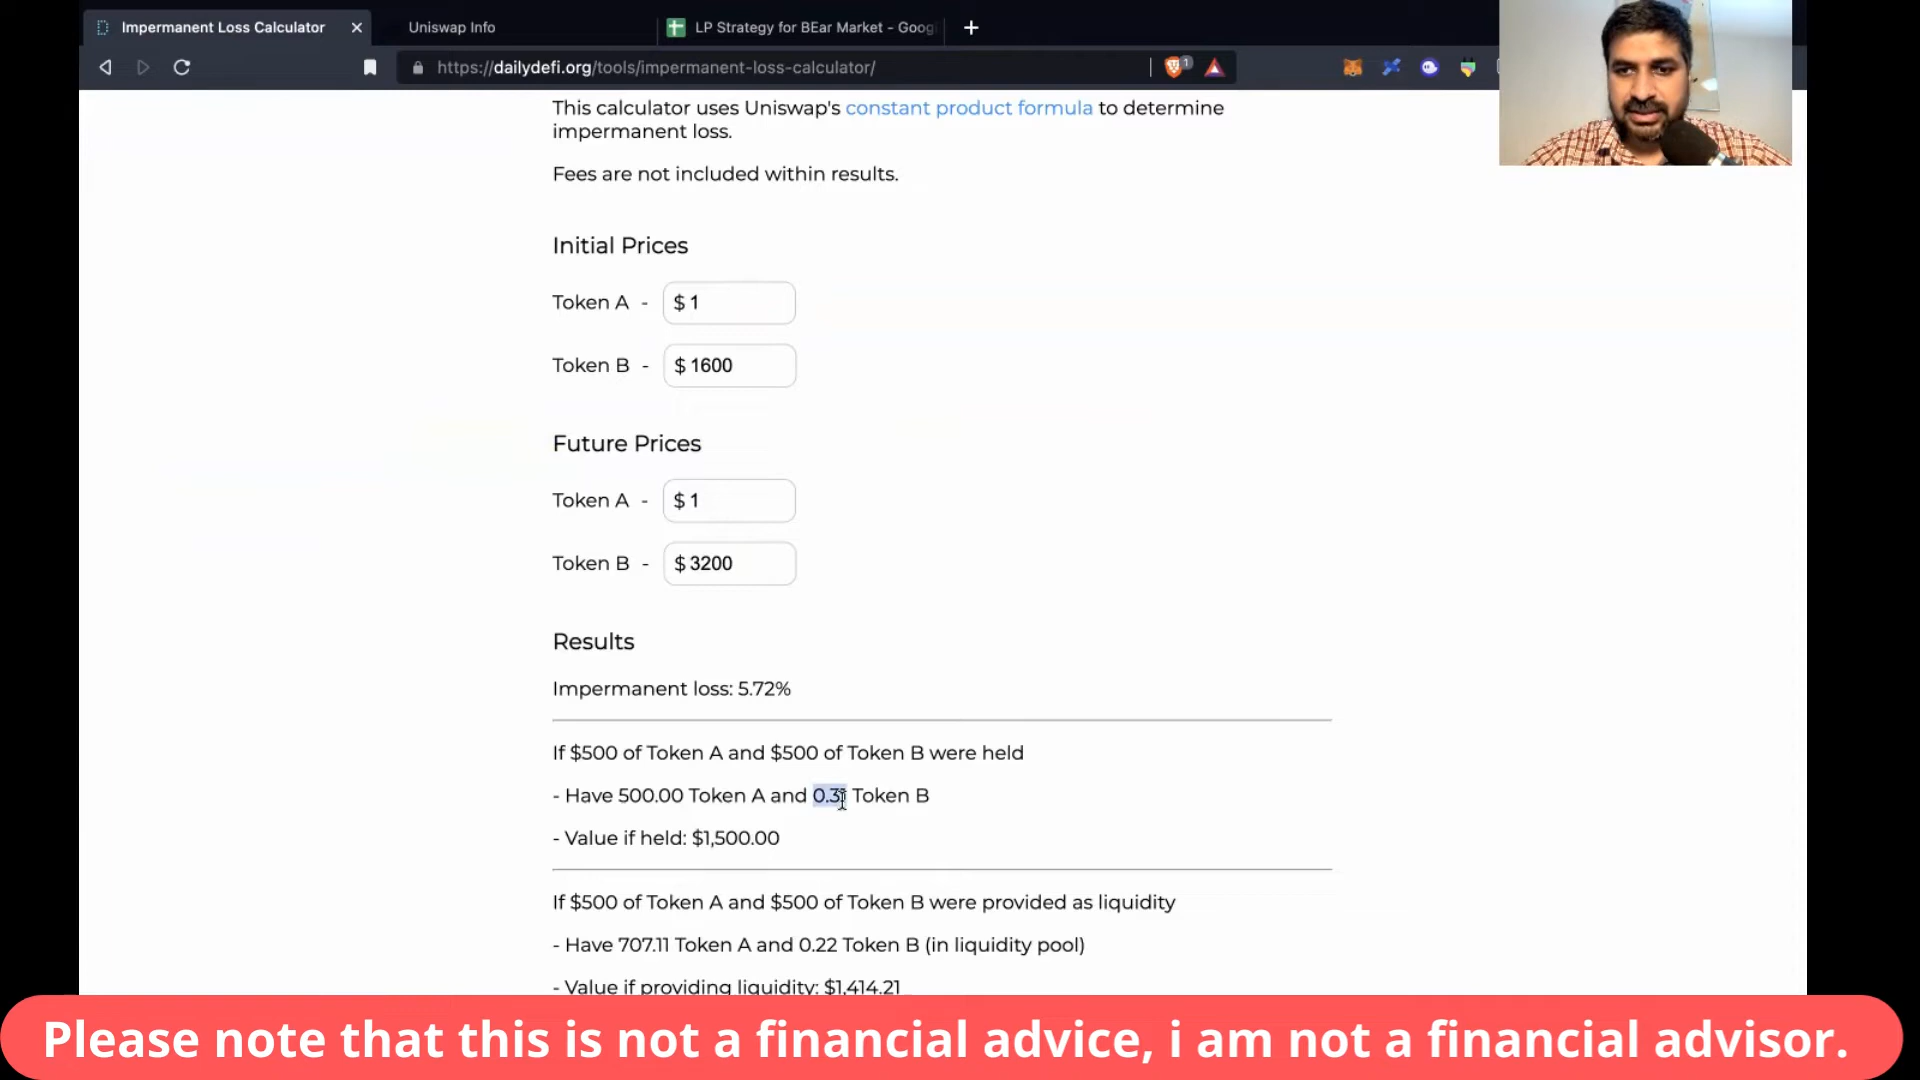 Impermanent Loss Calculator
Uniswap Info
LP Strategy for BEar Market - Goog
https://dailydefi.org/tools/impermanent-loss-calculator/
1
This calculator uses Uniswap's constant product formula to determine
impermanent loss.
Fees are not included within results.
Initial Prices
Token A - $ 1
Token B - $ 1600
Future Prices
Token A - $ 1
Token B - $ 3200
Results
Impermanent loss: 5.72%
If $500 of Token A and $500 of Token B were held
- Have 500.00 Token A and 0.31 Token B
- Value if held: $1,500.00
If $500 of Token A and $500 of Token B were provided as liquidity
- Have 707.11 Token A and 0.22 Token B (in liquidity pool)
- Value if providing liquidity: $1,414.21
Please note that this is not a financial advice, i am not a financial advisor.